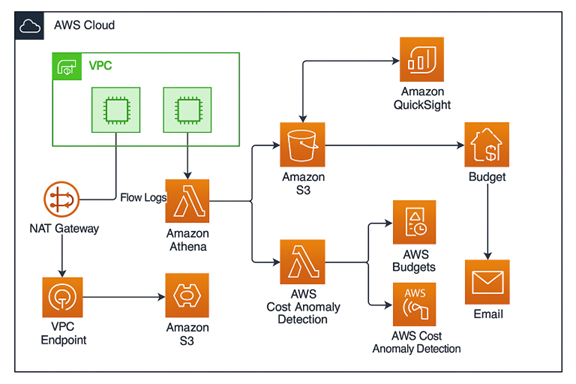 AWS Cloud
VPC
Amazon
QuickSight
Amazon
S3
Budget
Flow Logs
NAT Gateway
Amazon
Athena
AWS
Budgets
VPC
Endpoint
Amazon
S3
AWS
Cost Anomaly
Detection
AWS
AWS Cost
Anomaly Detection
Email